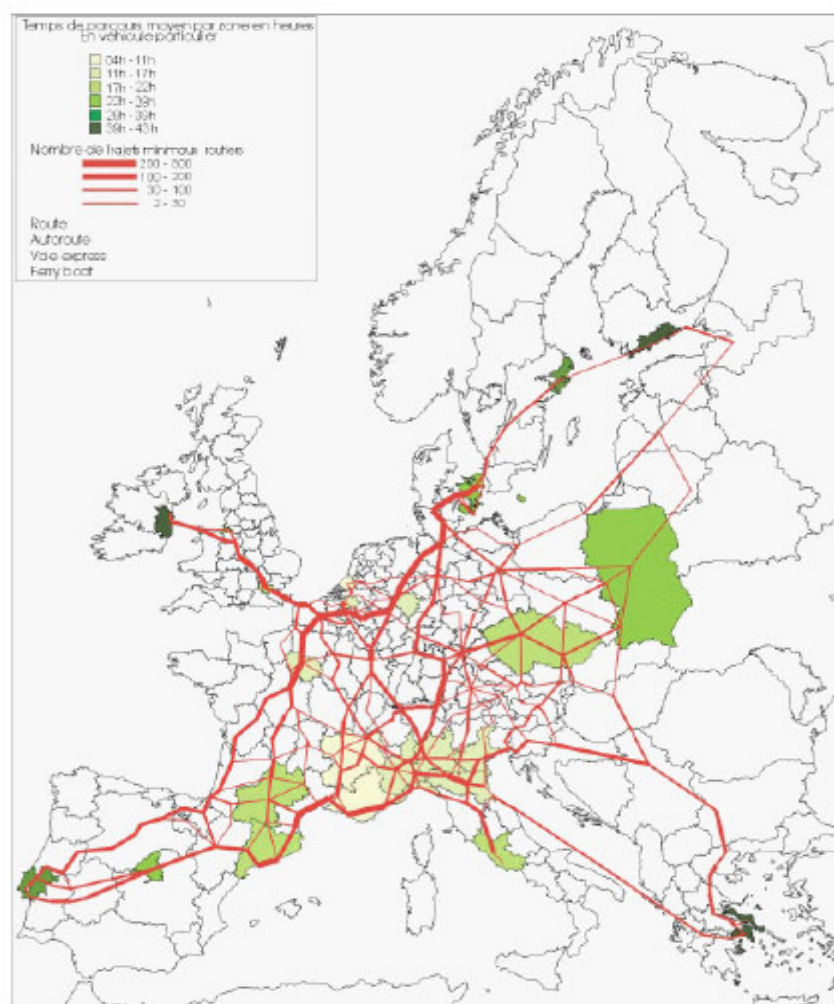 Temps de parcours moyen par zone en heures
En véhicule particulier
04h - 11h
11h - 17h
17h - 22h
22h - 28h
28h - 39h
39h - 43h
Nombre de Trajets minimaux routiers
200 - 500
100 - 200
30 - 100
2 - 30
Route
Autoroute
Voie express
Ferry boat